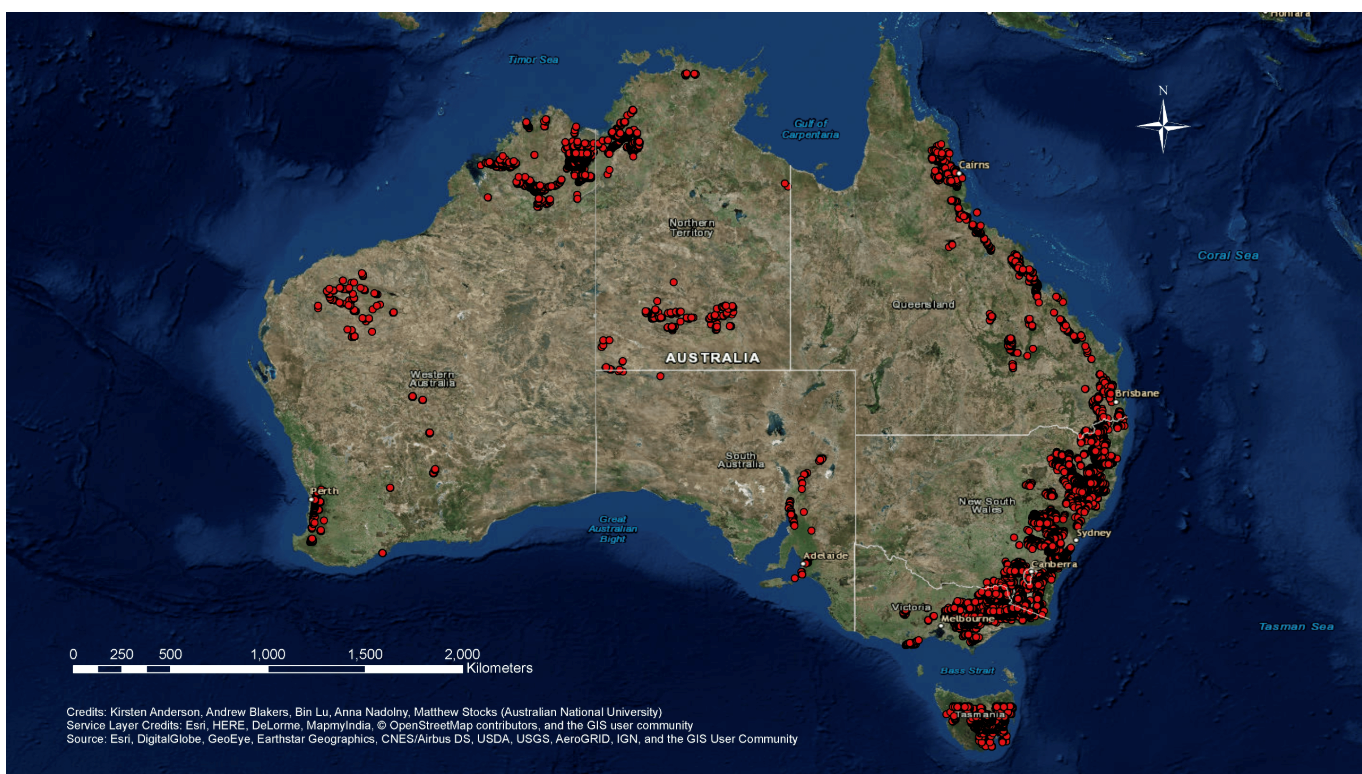 Honiara
Timor Sea
N
Gulf of
Carpentaria
Cairns
Northern
Territory
Coral Sea
Queensland
AUSTRALIA
Western
Australia
Brisbane
South
Australia
Perth
New South
Wales
Great
Australian
Bight
Sydney
Adelaide
Canberra
Victoria
Melbourne
Tasman Sea
0 250 500 1,000 1,500 2,000
Kilometers
Bass Strait
Tasmania
Credits: Kirsten Anderson, Andrew Blakers, Bin Lu, Anna Nadolny, Matthew Stocks (Australian National University)
Service Layer Credits: Esri, HERE, DeLorme, MapmyIndia, © OpenStreetMap contributors, and the GIS user community
Source: Esri, DigitalGlobe, GeoEye, Earthstar Geographics, CNES/Airbus DS, USDA, USGS, AeroGRID, IGN, and the GIS User Community